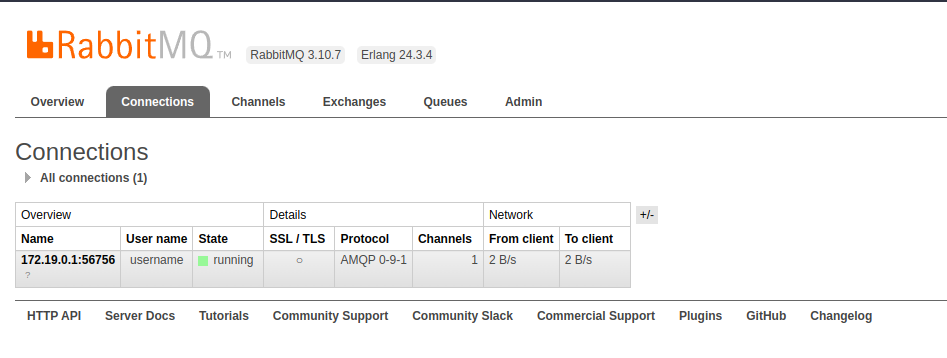 RabbitMQ TM RabbitMQ 3.10.7 Erlang 24.3.4
Overview Connections Channels Exchanges Queues Admin
Connections
All connections (1)
Overview Details Network +/-
Name User name State SSL / TLS Protocol Channels From client To client
172.19.0.1:56756 username running ○ AMQP 0-9-1 1 2 B/s 2 B/s
?
HTTP API Server Docs Tutorials Community Support Community Slack Commercial Support Plugins GitHub Changelog